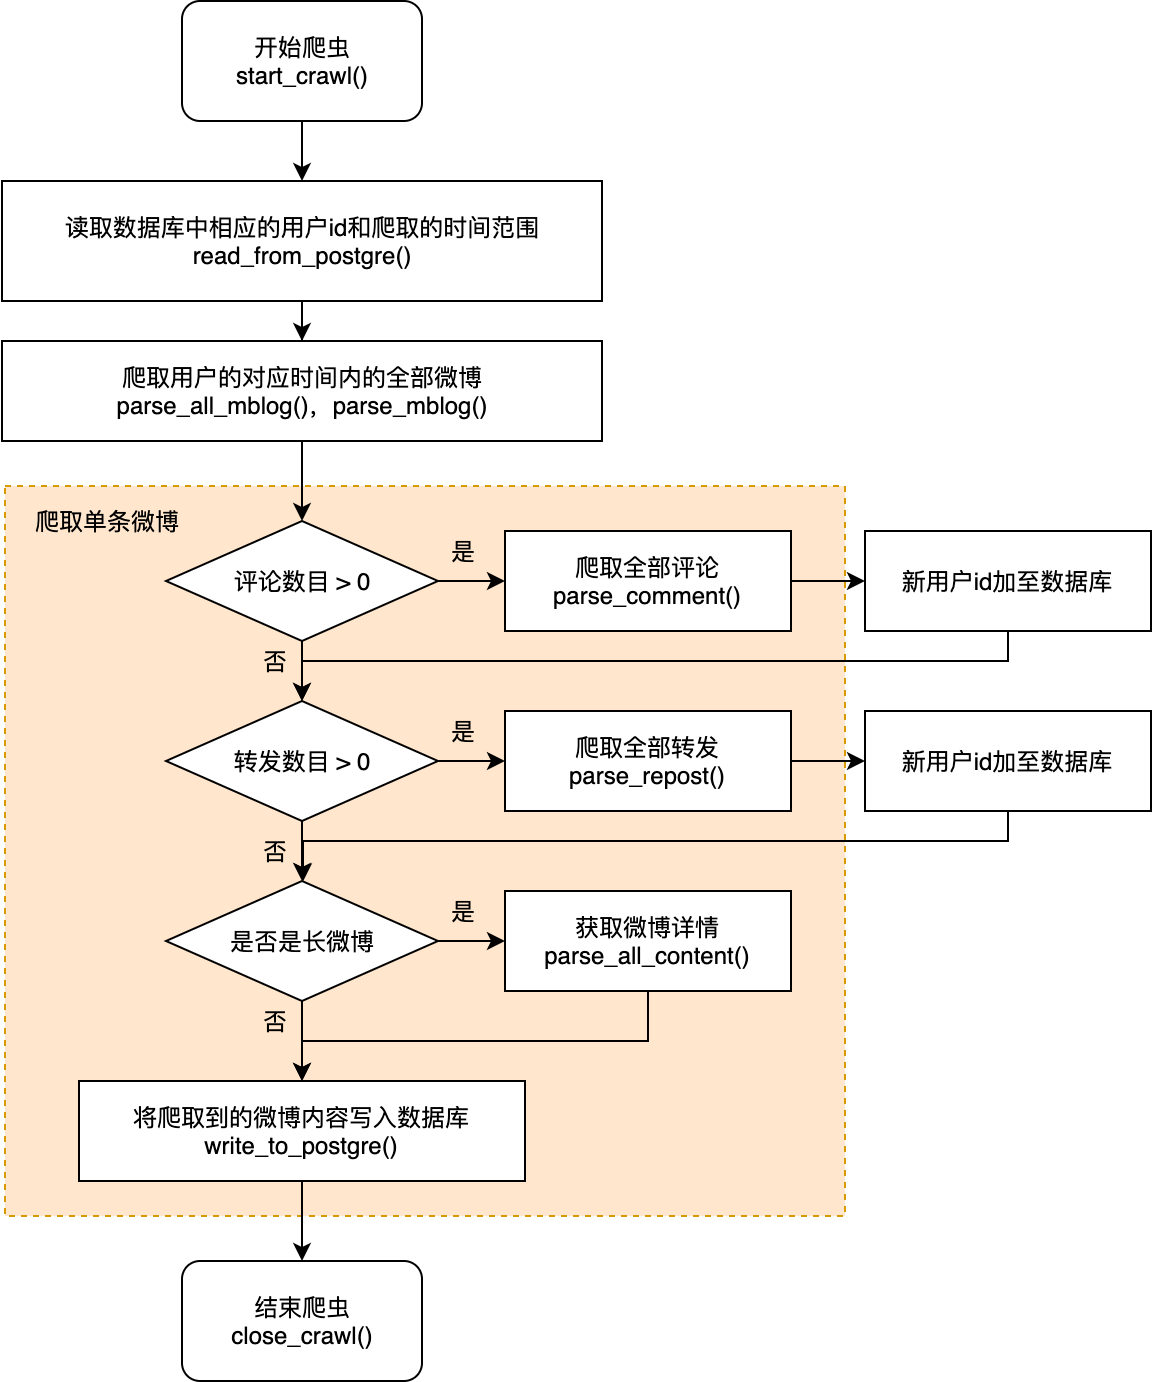 开始爬虫
start_crawl()
读取数据库中相应的用户id和爬取的时间范围
read_from_postgre()
爬取用户的对应时间内的全部微博
parse_all_mblog()，parse_mblog()
爬取单条微博
评论数目 > 0
是
爬取全部评论
parse_comment()
新用户id加至数据库
否
转发数目 > 0
是
爬取全部转发
parse_repost()
新用户id加至数据库
否
是否是长微博
是
获取微博详情
parse_all_content()
否
将爬取到的微博内容写入数据库
write_to_postgre()
结束爬虫
close_crawl()